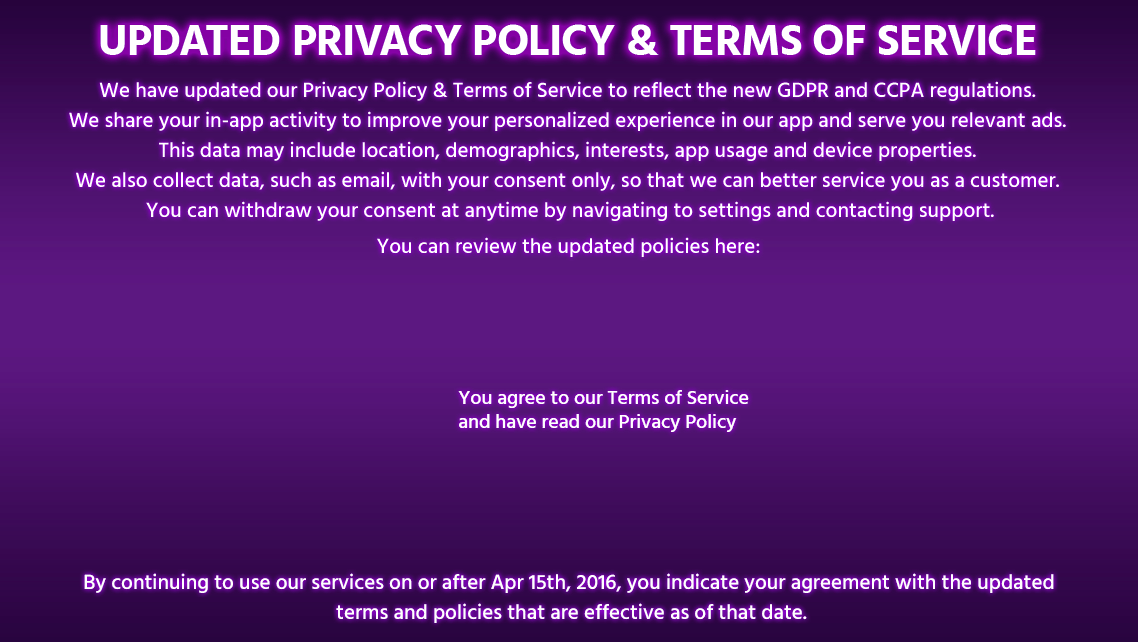 UPDATED PRIVACY POLICY & TERMS OF SERVICE
We have updated our Privacy Policy & Terms of Service to reflect the new GDPR and CCPA regulations.
We share your in-app activity to improve your personalized experience in our app and serve you relevant ads.
This data may include location, demographics, interests, app usage and device properties.
We also collect data, such as email, with your consent only, so that we can better service you as a customer.
You can withdraw your consent at anytime by navigating to settings and contacting support.
You can review the updated policies here:
You agree to our Terms of Service
and have read our Privacy Policy
By continuing to use our services on or after Apr 15th, 2016, you indicate your agreement with the updated
terms and policies that are effective as of that date.